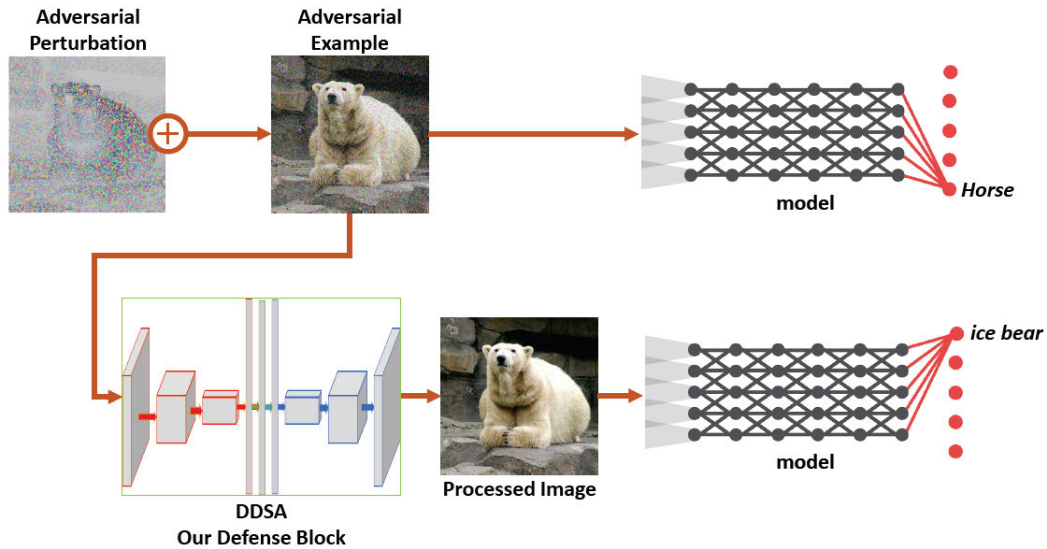 Adversarial
Perturbation
Adversarial
Example
model
Horse
DDSA
Our Defense Block
Processed Image
model
ice bear